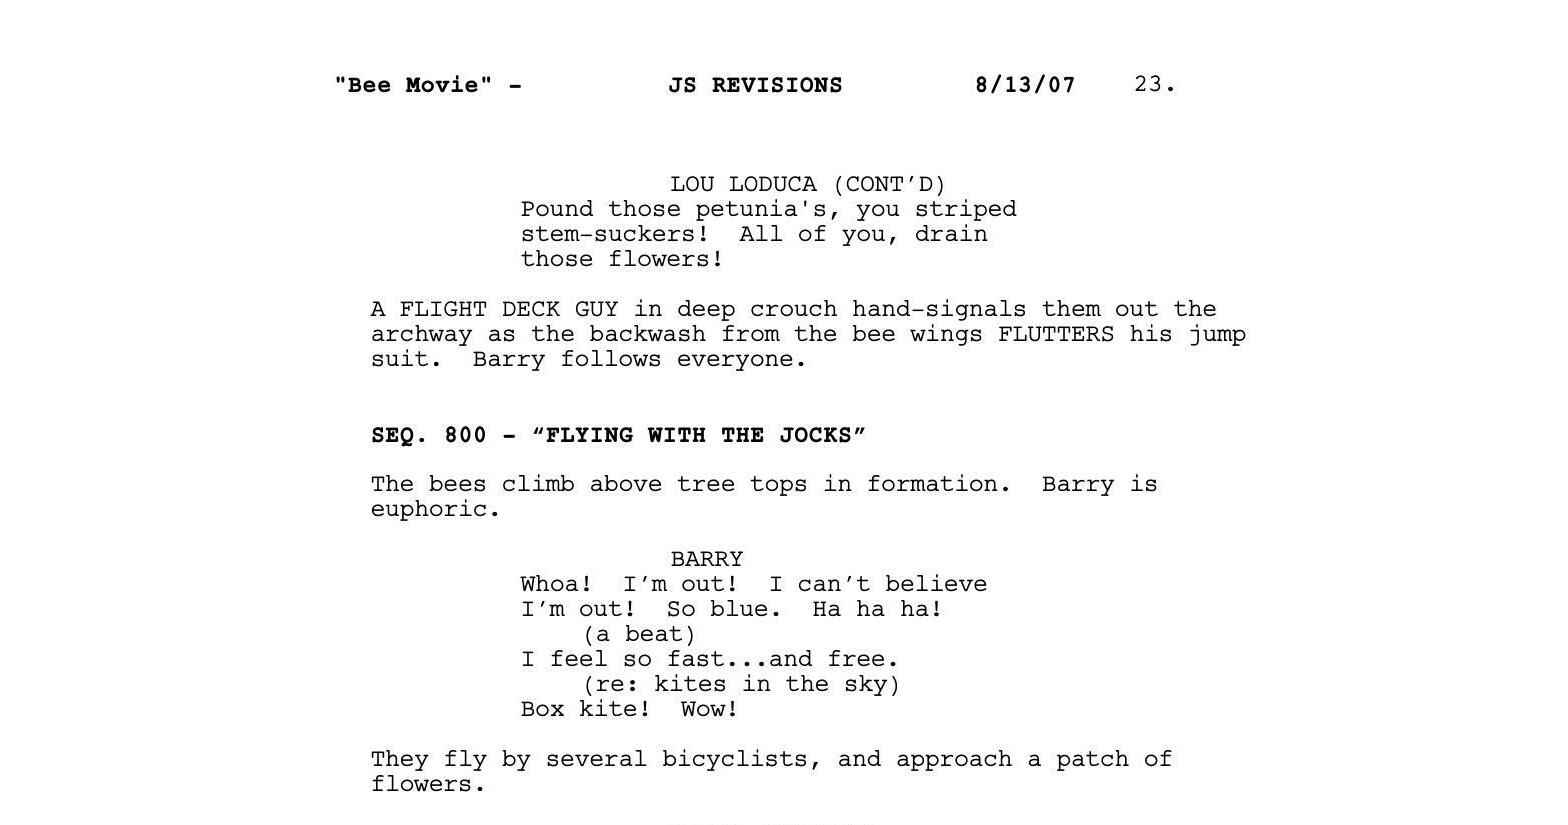 "Bee Movie" - JS REVISIONS 8/13/07 23.
LOU LODUCA (CONT’D)
Pound those petunia's, you striped
stem-suckers! All of you, drain
those flowers!
A FLIGHT DECK GUY in deep crouch hand-signals them out the
archway as the backwash from the bee wings FLUTTERS his jump
suit. Barry follows everyone.
SEQ. 800 - “FLYING WITH THE JOCKS”
The bees climb above tree tops in formation. Barry is
euphoric.
BARRY
Whoa! I’m out! I can’t believe
I’m out! So blue. Ha ha ha!
(a beat)
I feel so fast...and free.
(re: kites in the sky)
Box kite! Wow!
They fly by several bicyclists, and approach a patch of
flowers.